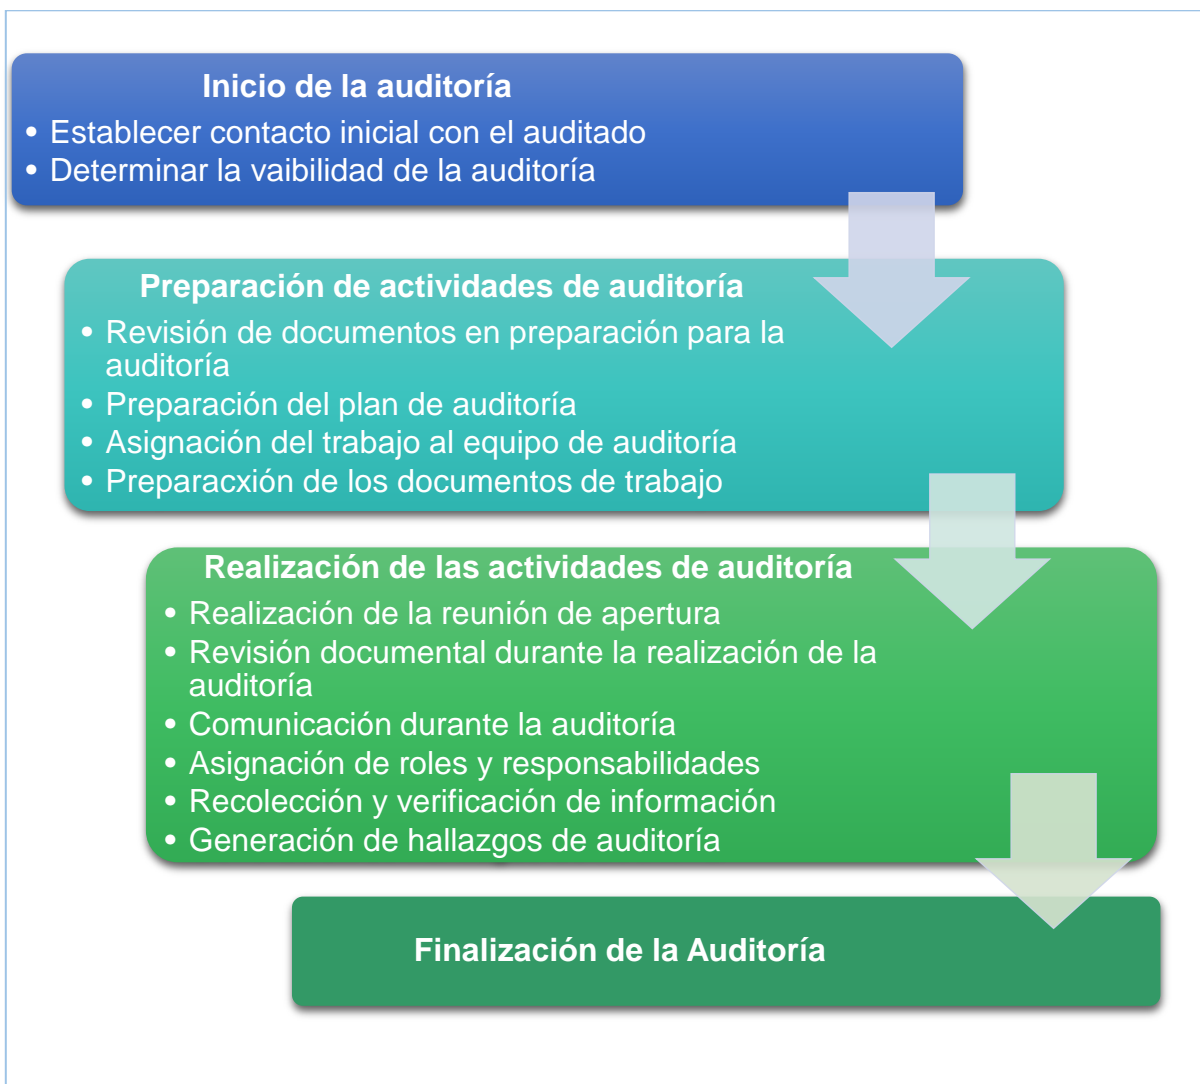 Inicio de la auditoría
• Establecer contacto inicial con el auditado
• Determinar la vaibilidad de la auditoría
Preparación de actividades de auditoría
• Revisión de documentos en preparación para la
auditoría
• Preparación del plan de auditoría
• Asignación del trabajo al equipo de auditoría
• Preparacxión de los documentos de trabajo
Realización de las actividades de auditoría
• Realización de la reunión de apertura
• Revisión documental durante la realización de la
auditoría
• Comunicación durante la auditoría
• Asignación de roles y responsabilidades
• Recolección y verificación de información
• Generación de hallazgos de auditoría
Finalización de la Auditoría